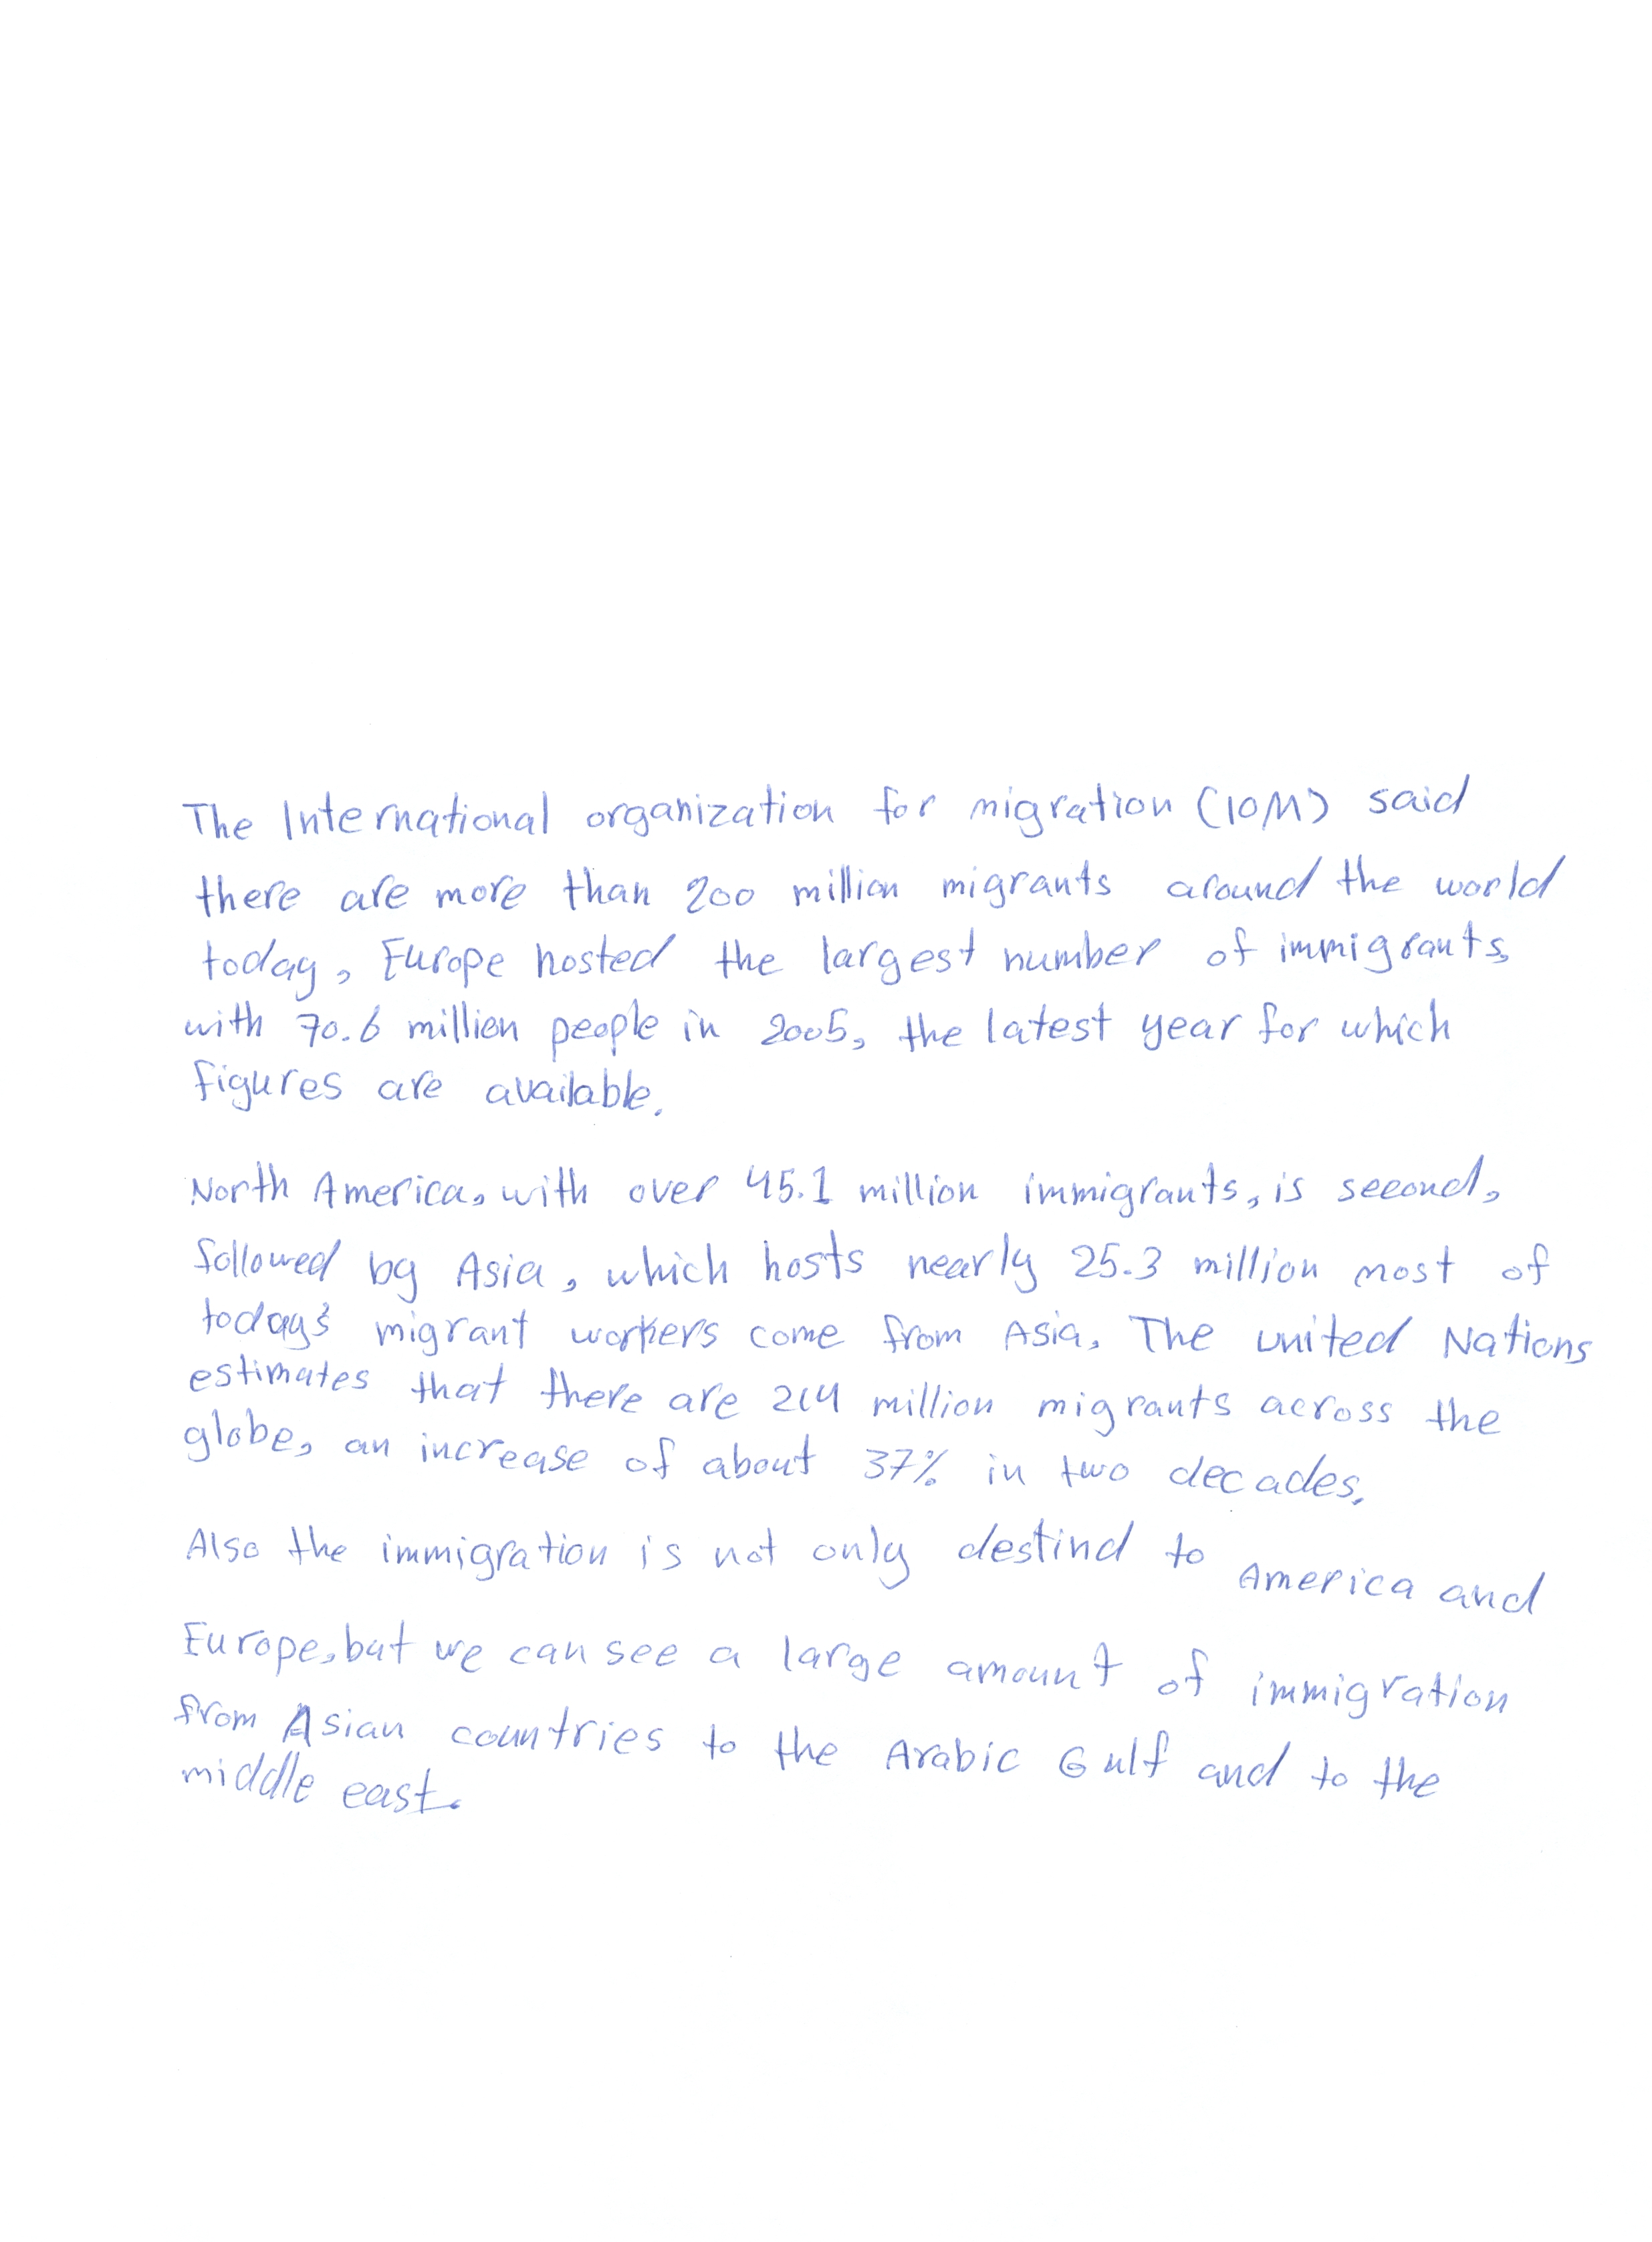 The International organization for migration (IOM) said
there are more than 200 million migrants around the world
today, Europe hosted the largest number of immigrants,
with 70.6 million people in 2005, the latest year for which
figures are available.
North America, with over 45.1 million immigrants, is second,
followed by Asia, which hosts nearly 25.3 million most of
today's migrant workers come from Asia. The united Nations
estimates that there are 214 million migrants across the
globe, an increase of about 37% in two decades.
Also the immigration is not only destind to America and
Europe, but we can see a large amount of immigration
from Asian countries to the Arabic Gulf and to the
middle east.